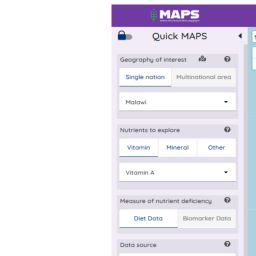 MAPS
Quick MAPS
Geography of interest
Single nation Multinational area
Malawi
Nutrients to explore
Vitamin Mineral Other
Vitamin A
Measure of nutrient deficiency
Diet Data Biomarker Data
Data source